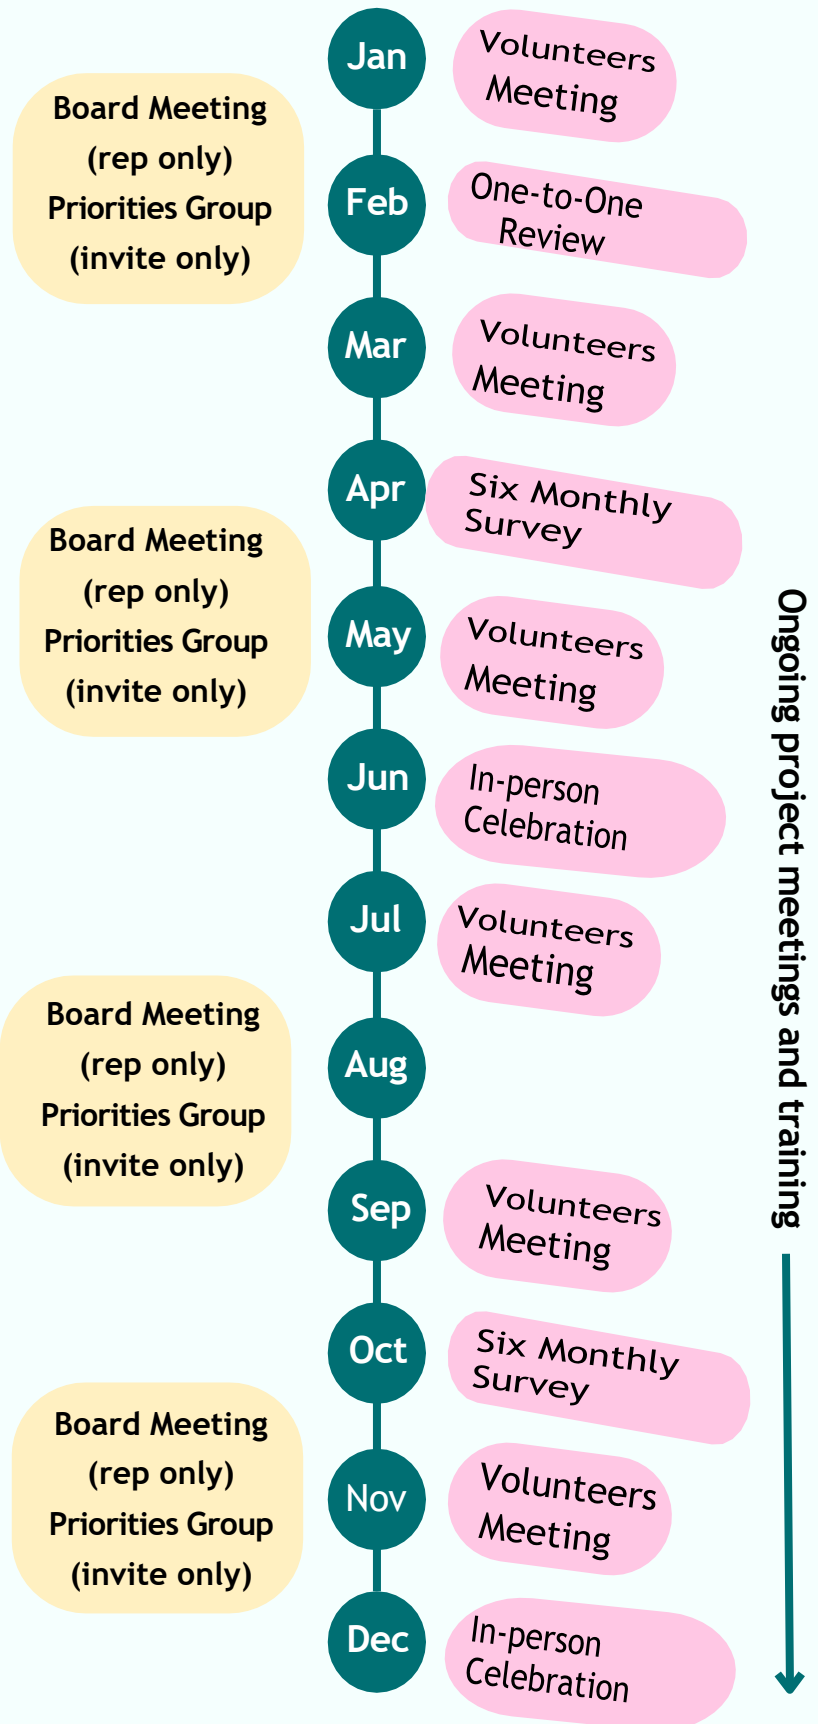 Jan
Volunteers
Meeting
Board Meeting
(rep only)
Priorities Group
(invite only)
Feb
One-to-One
Review
Mar
Volunteers
Meeting
Apr
Six Monthly
Survey
Board Meeting
(rep only)
Priorities Group
(invite only)
May
Volunteers
Meeting
Jun
In-person
Celebration
Jul
Volunteers
Meeting
Board Meeting
(rep only)
Priorities Group
(invite only)
Aug
Sep
Volunteers
Meeting
Oct
Six Monthly
Survey
Board Meeting
(rep only)
Priorities Group
(invite only)
Nov
Volunteers
Meeting
Dec
In-person
Celebration
Ongoing project meetings and training